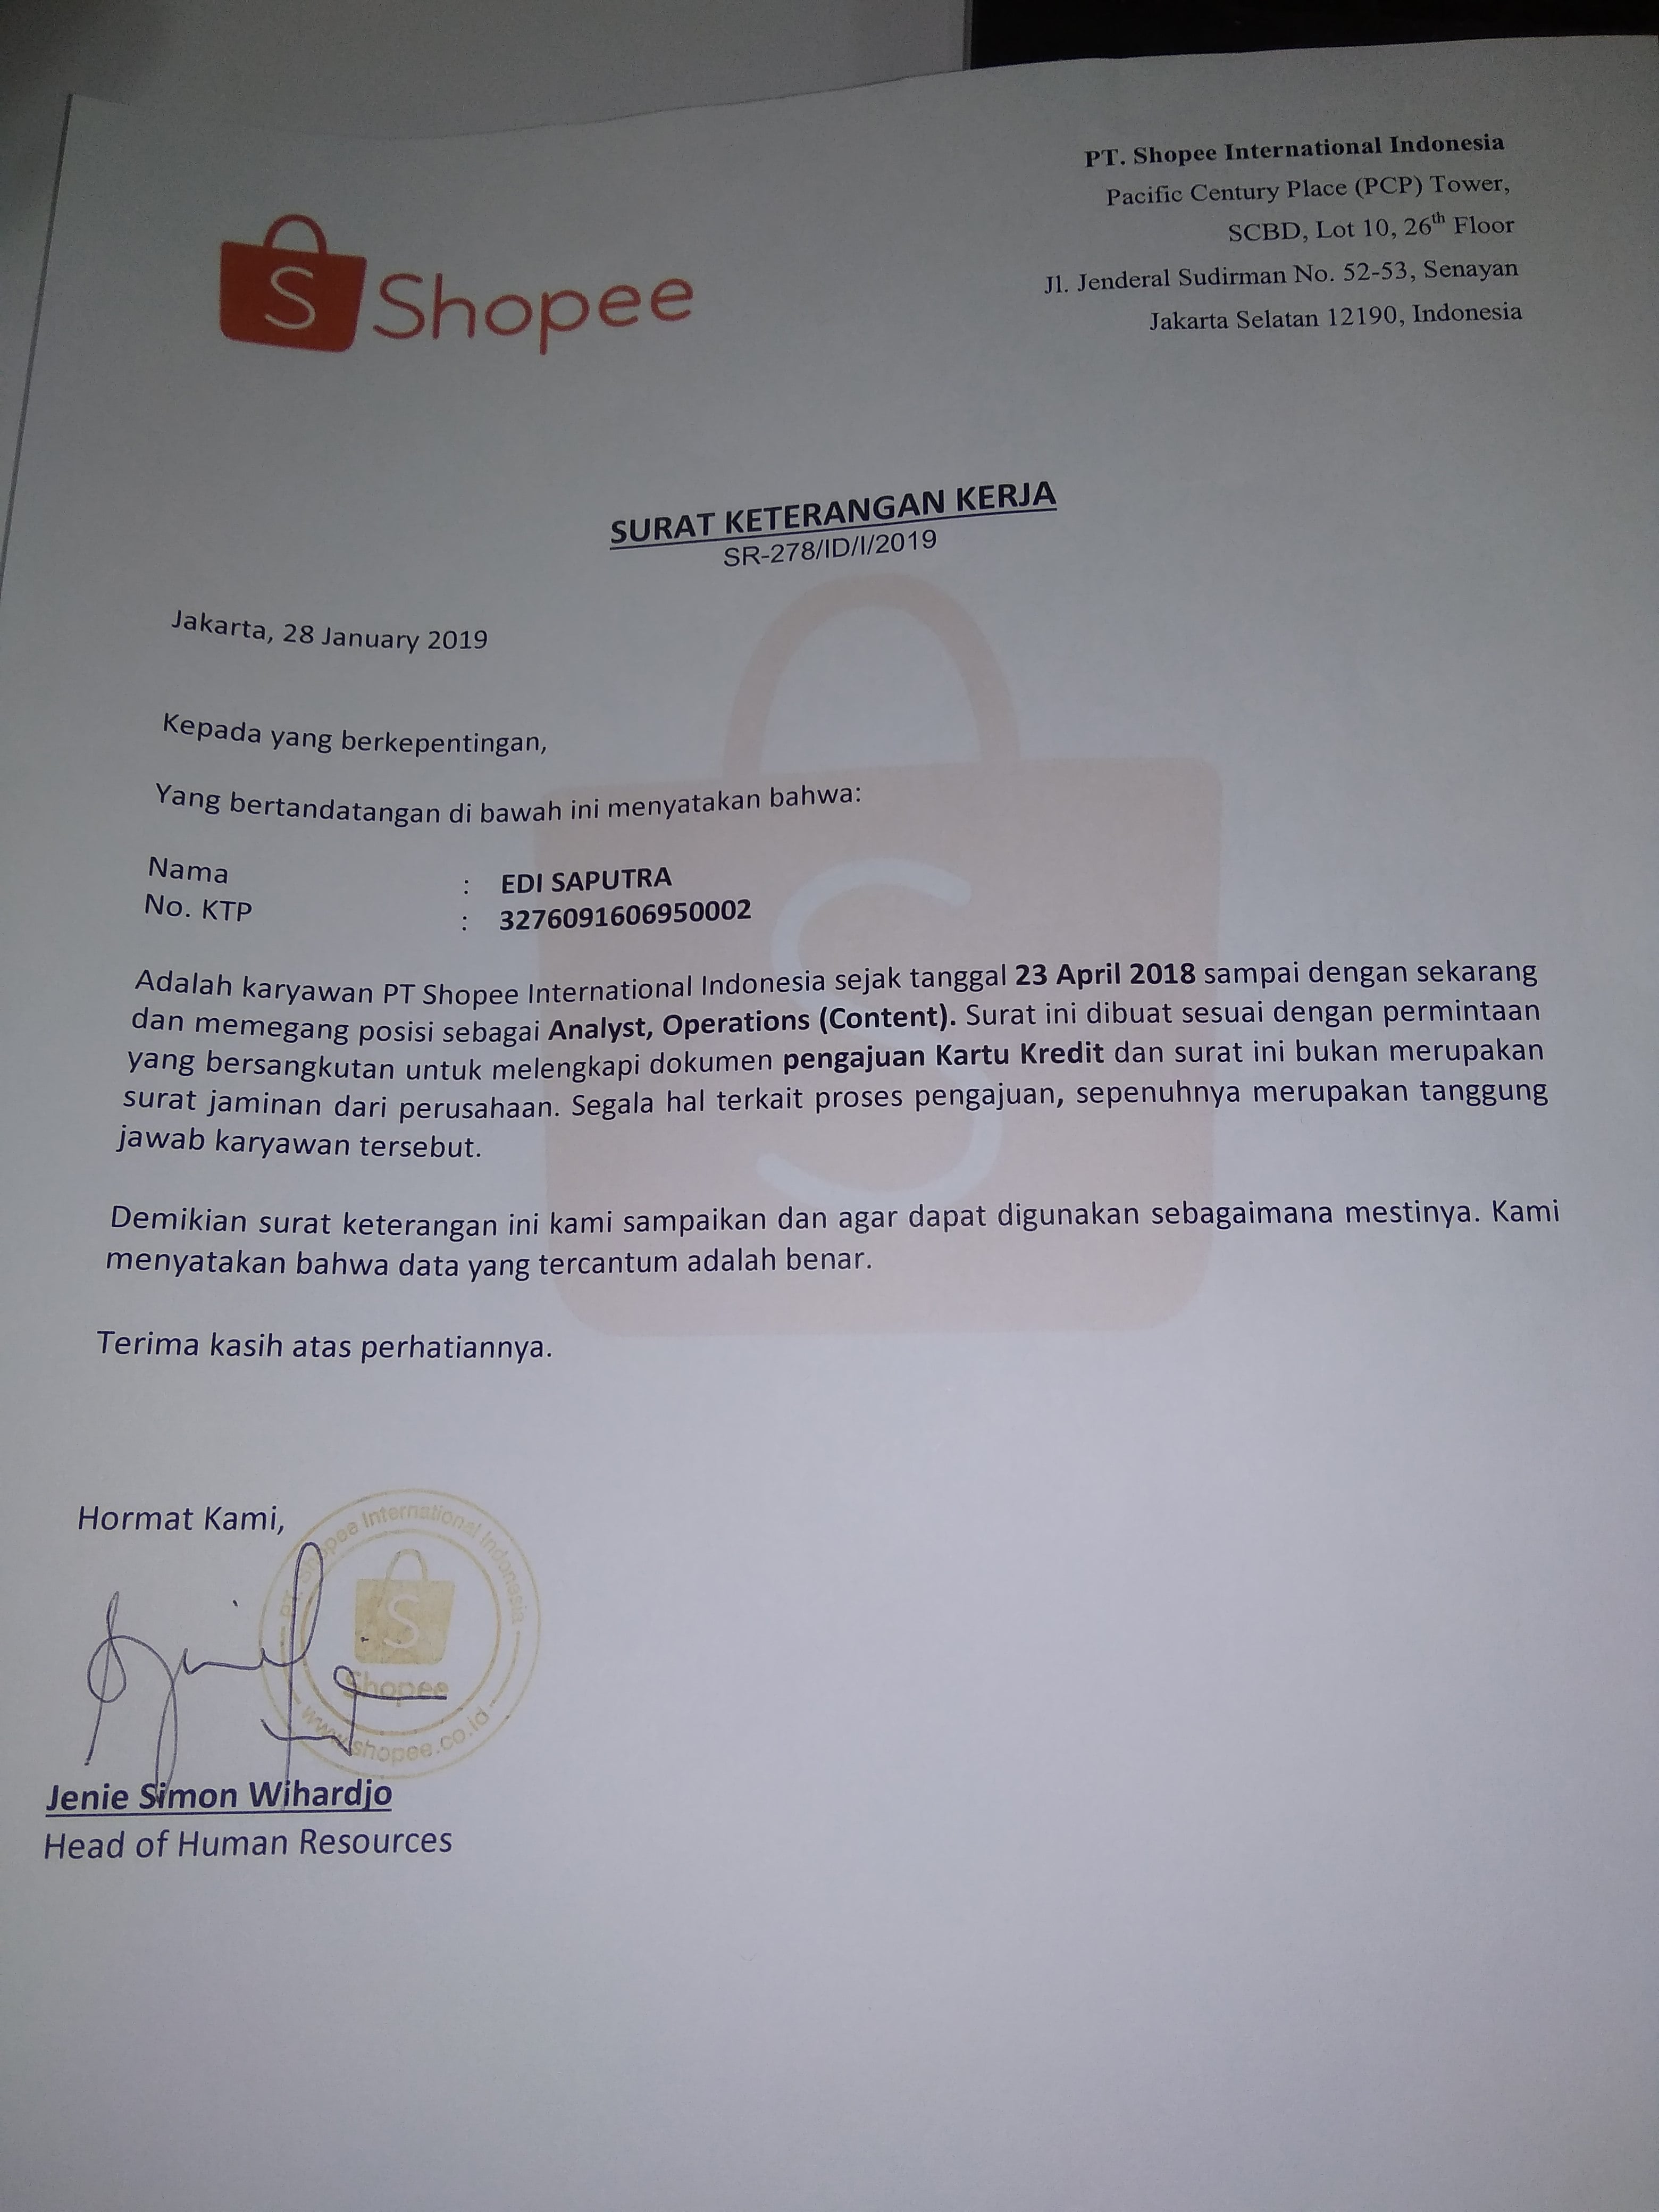 PT. Shopee International Indonesia
Pacific Century Place (PCP) Tower,
SCBD, Lot 10, 26th Floor
Jl. Jenderal Sudirman No. 52-53, Senayan
Jakarta Selatan 12190, Indonesia
S Shopee
SURAT KETERANGAN KERJA
SR-278/ID/I/2019
Jakarta, 28 January 2019
Kepada yang berkepentingan,
Yang bertandatangan di bawah ini menyatakan bahwa:
Nama : EDI SAPUTRA
No. KTP : 3276091606950002
Adalah karyawan PT Shopee International Indonesia sejak tanggal 23 April 2018 sampai dengan sekarang
dan memegang posisi sebagai Analyst, Operations (Content). Surat ini dibuat sesuai dengan permintaan
yang bersangkutan untuk melengkapi dokumen pengajuan Kartu Kredit dan surat ini bukan merupakan
surat jaminan dari perusahaan. Segala hal terkait proses pengajuan, sepenuhnya merupakan tanggung
jawab karyawan tersebut.
Demikian surat keterangan ini kami sampaikan dan agar dapat digunakan sebagaimana mestinya. Kami
menyatakan bahwa data yang tercantum adalah benar.
Terima kasih atas perhatiannya.
Hormat Kami,
International Indonesia
S
Shopee
www.shopee.co.id
Jenie Simon Wihardjo
Head of Human Resources